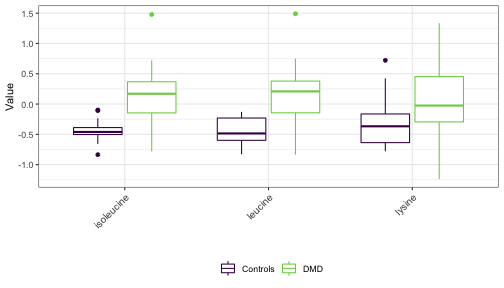 1.5
1.0
0.5
0.0
-0.5
-1.0
Value
isoleucine
leucine
lysine
Controls
DMD